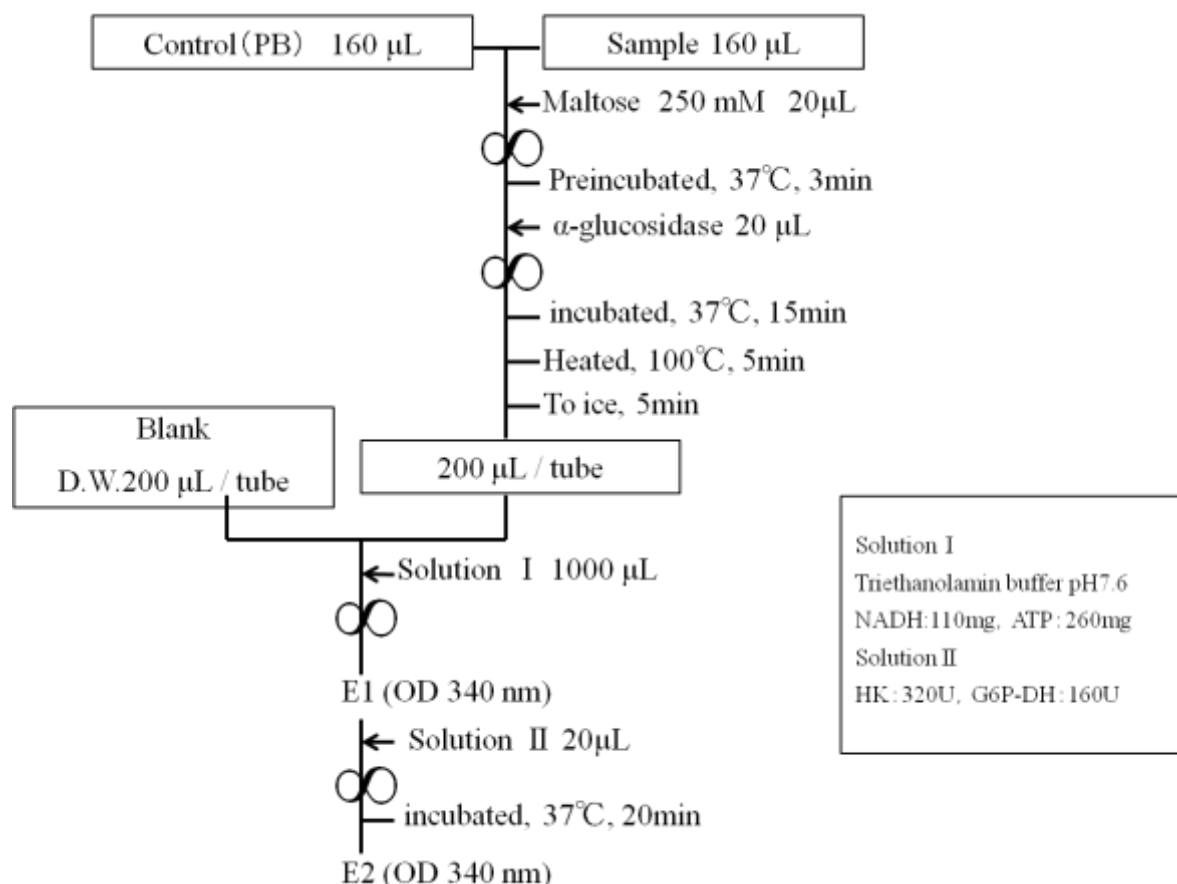 Control(PB) 160 μL
Sample 160 μL
Maltose 250 mM 20μL
Preincubated, 37℃, 3min
α-glucosidase 20 μL
incubated, 37℃, 15min
Heated, 100℃, 5min
To ice, 5min
Blank
D.W.200 μL / tube
200 μL / tube
Solution Ⅰ 1000 μL
E1 (OD 340 nm)
Solution Ⅱ 20μL
incubated, 37℃, 20min
E2 (OD 340 nm)
Solution Ⅰ
Triethanolamin buffer pH7.6
NADH:110mg, ATP:260mg
Solution Ⅱ
HK:320U, G6P-DH:160U